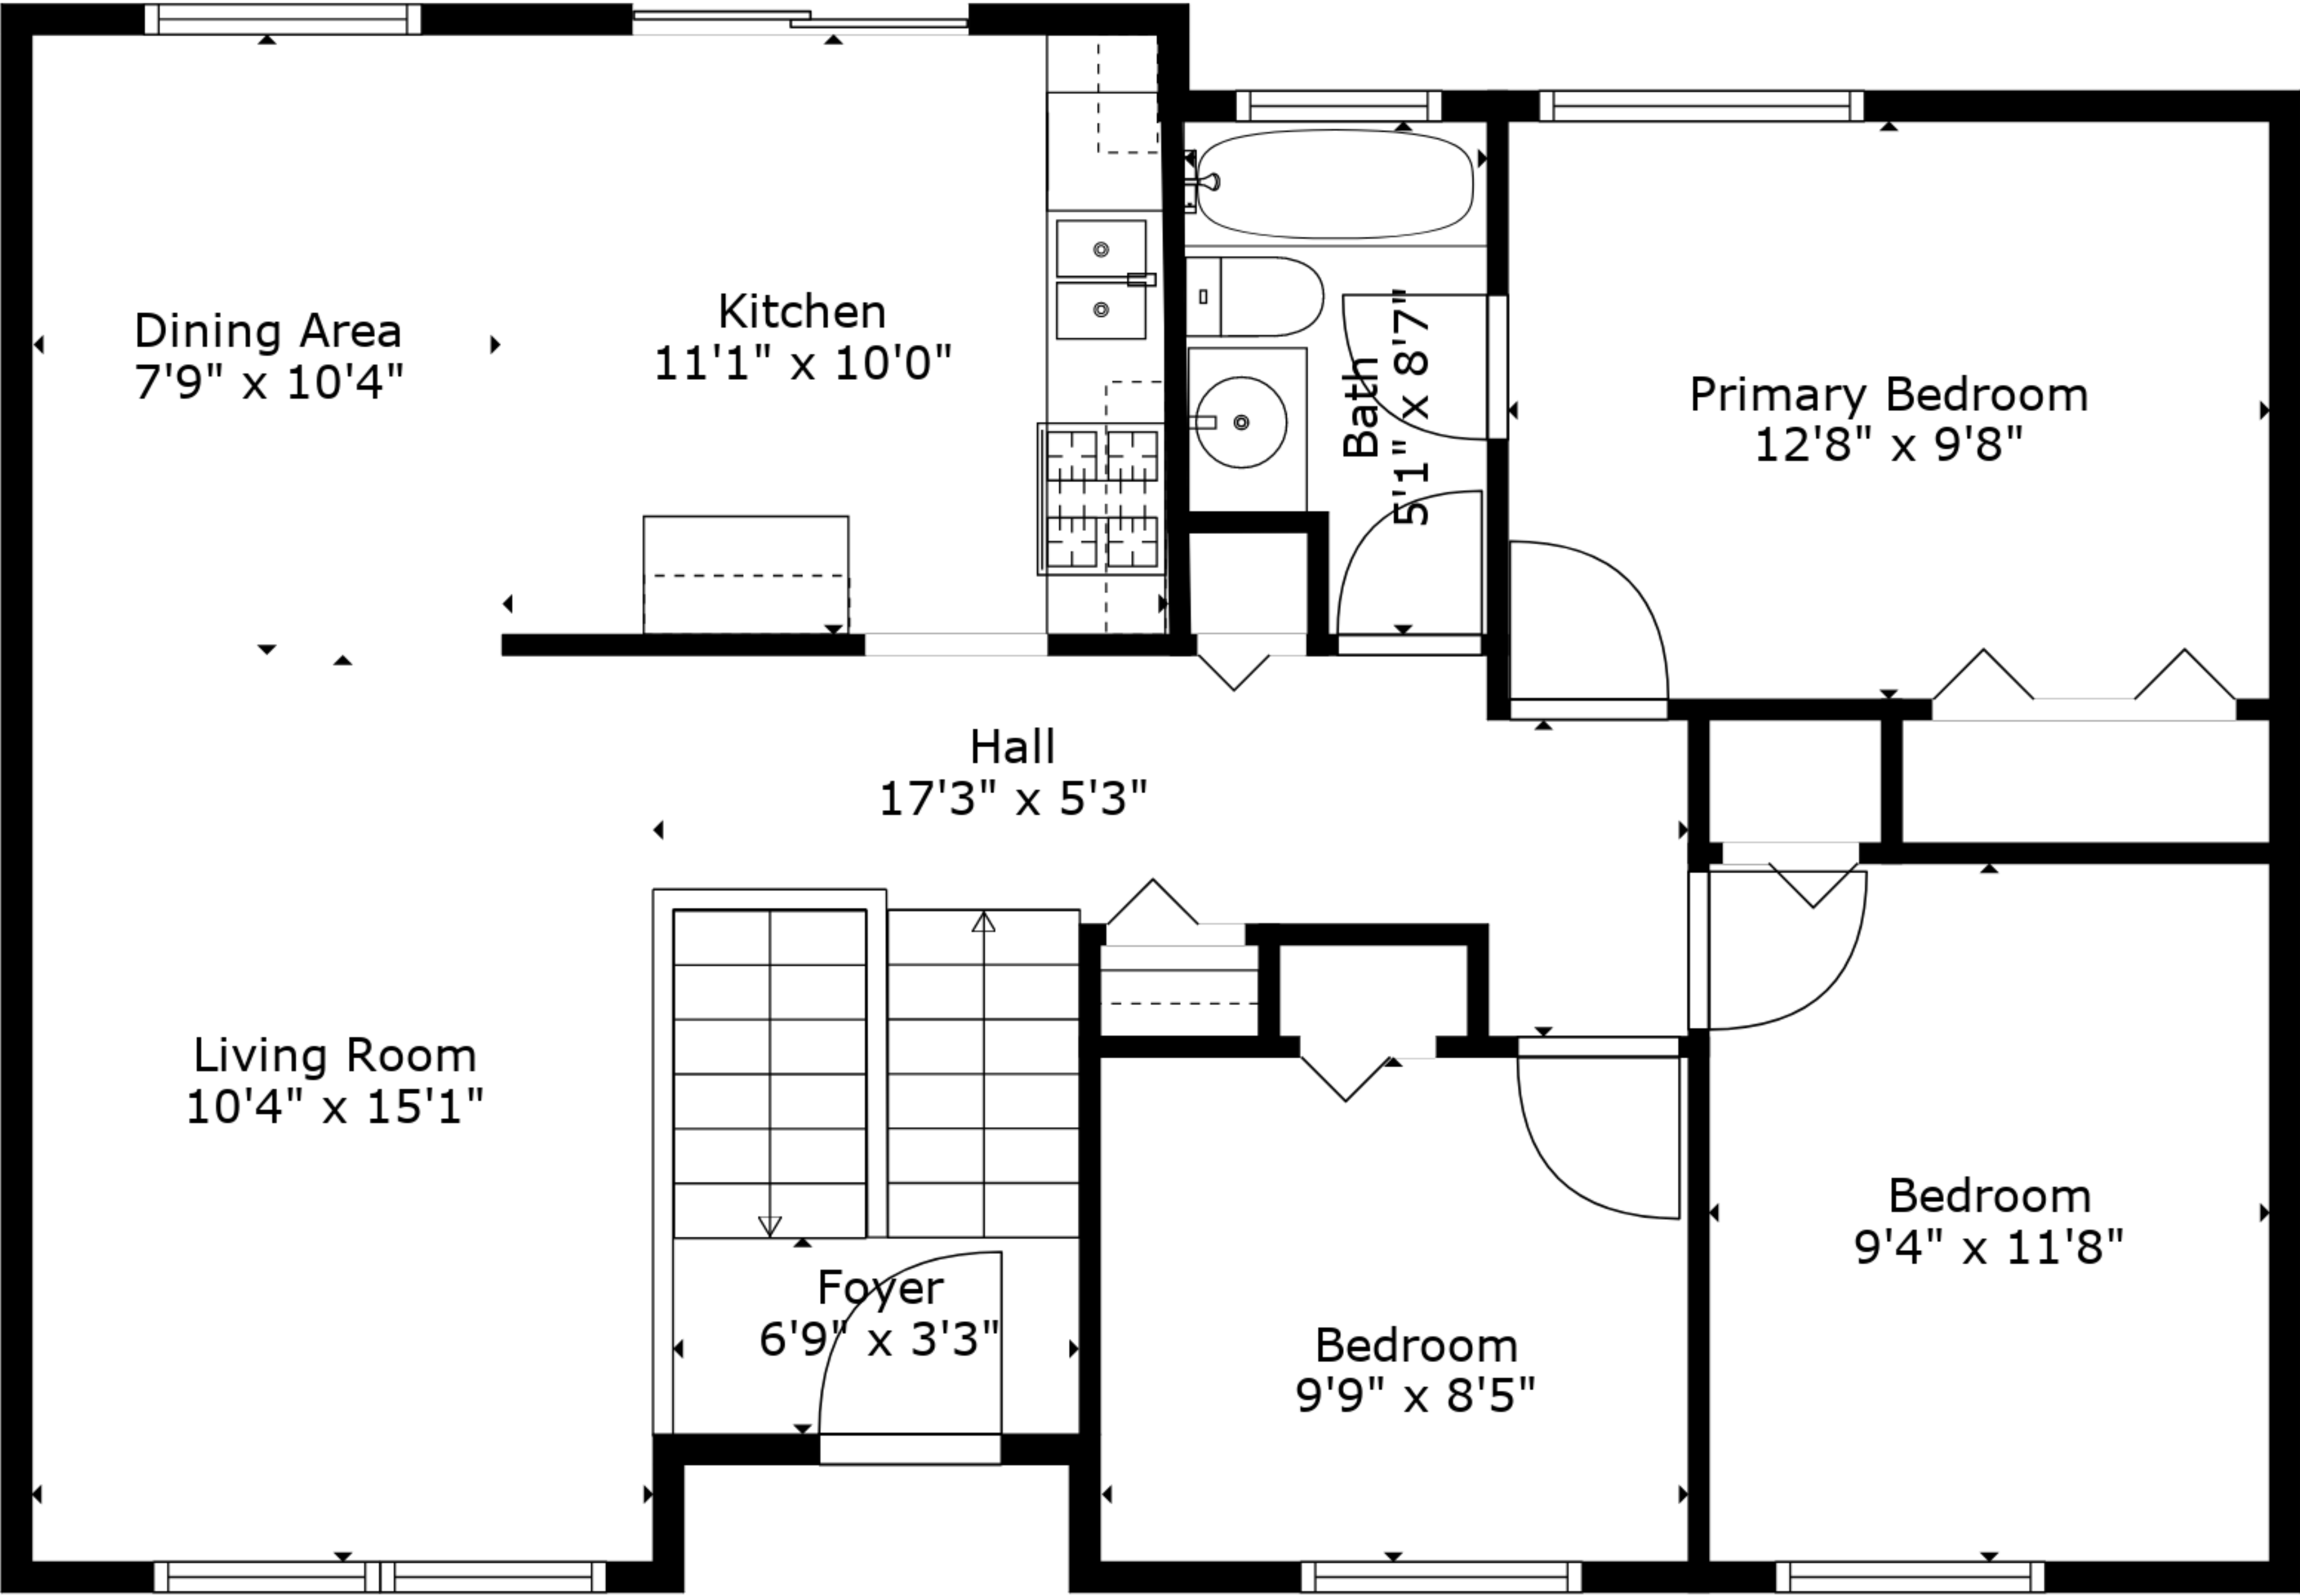 Dining Area
7'9" x 10'4"
Kitchen
11'1" x 10'0"
Bath
5'1" x 8'7"
Primary Bedroom
12'8" x 9'8"
Hall
17'3" x 5'3"
Living Room
10'4" x 15'1"
Foyer
6'9" x 3'3"
Bedroom
9'9" x 8'5"
Bedroom
9'4" x 11'8"